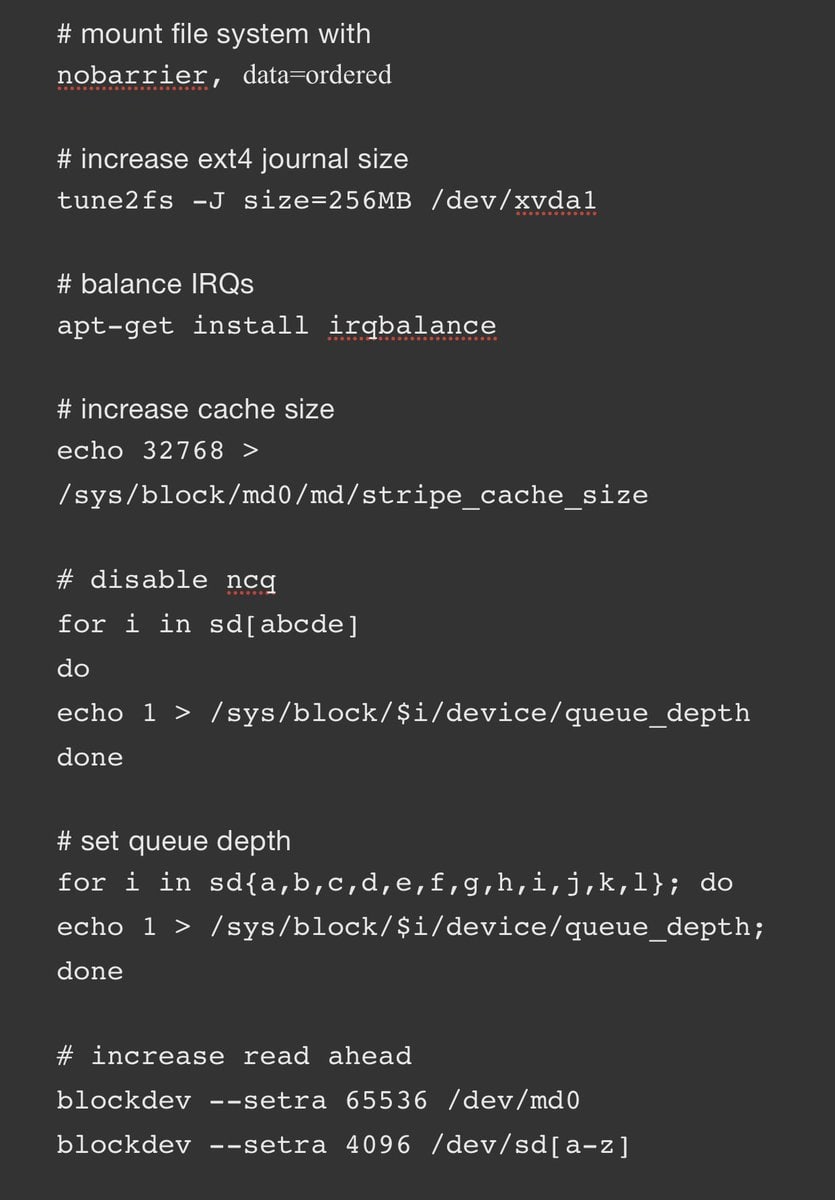 # mount file system with
nobarrier, data=ordered
# increase ext4 journal size
tune2fs -J size=256MB /dev/xvda1
# balance IRQs
apt-get install irqbalance
# increase cache size
echo 32768 >
/sys/block/md0/md/stripe_cache_size
# disable ncq
for i in sd[abcde]
do
echo 1 > /sys/block/$i/device/queue_depth
done
# set queue depth
for i in sd{a,b,c,d,e,f,g,h,i,j,k,l}; do
echo 1 > /sys/block/$i/device/queue_depth;
done
# increase read ahead
blockdev --setra 65536 /dev/md0
blockdev --setra 4096 /dev/sd[a-z]